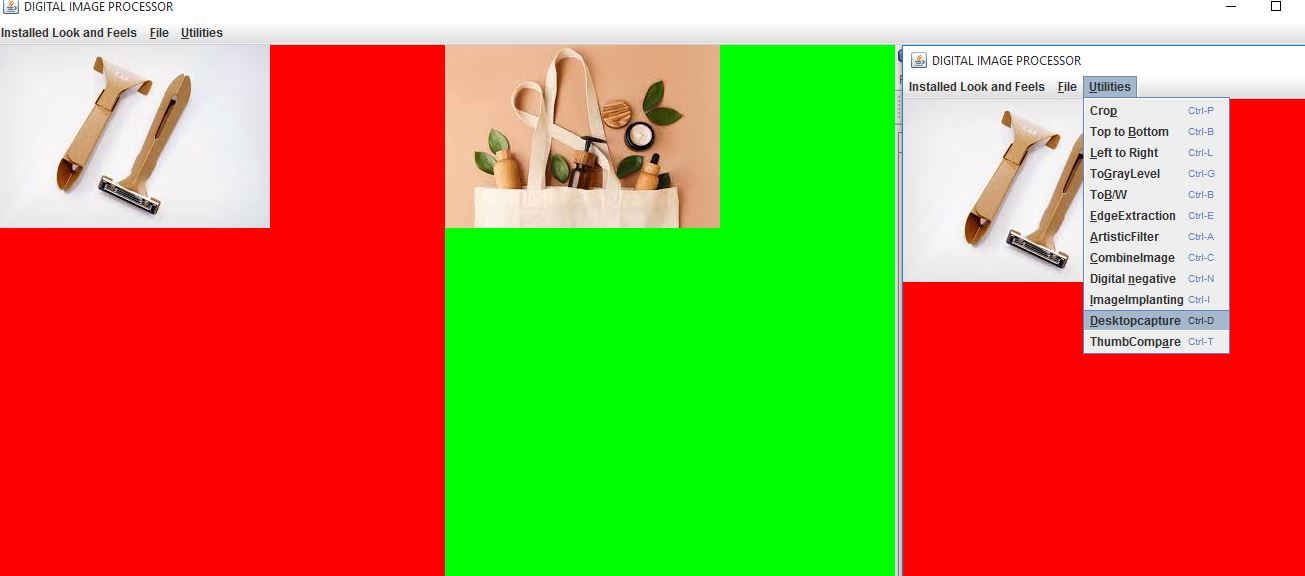 DIGITAL IMAGE PROCESSOR
Installed Look and Feels File Utilities
DIGITAL IMAGE PROCESSOR
Installed Look and Feels File Utilities
Crop Ctrl-P
Top to Bottom Ctrl-B
Left to Right Ctrl-L
ToGrayLevel Ctrl-G
ToB/W Ctrl-B
EdgeExtraction Ctrl-E
ArtisticFilter Ctrl-A
CombineImage Ctrl-C
Digital negative Ctrl-N
ImageImplanting Ctrl-I
Desktopcapture Ctrl-D
ThumbCompare Ctrl-T